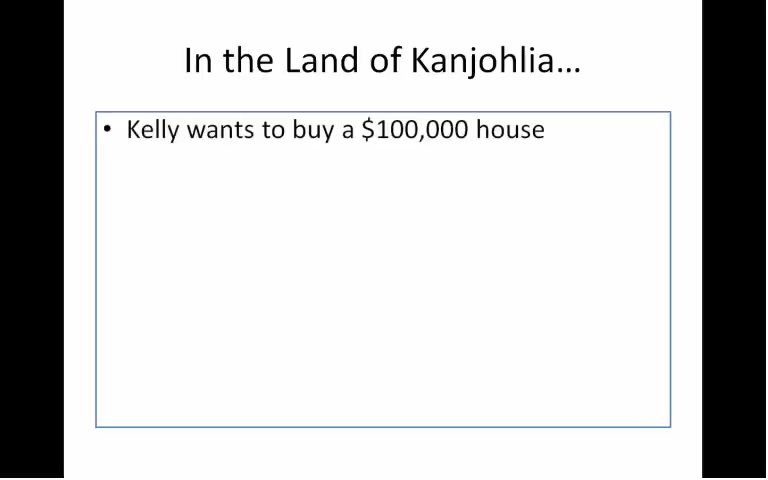 In the Land of Kanjohlia...
• Kelly wants to buy a $100,000 house